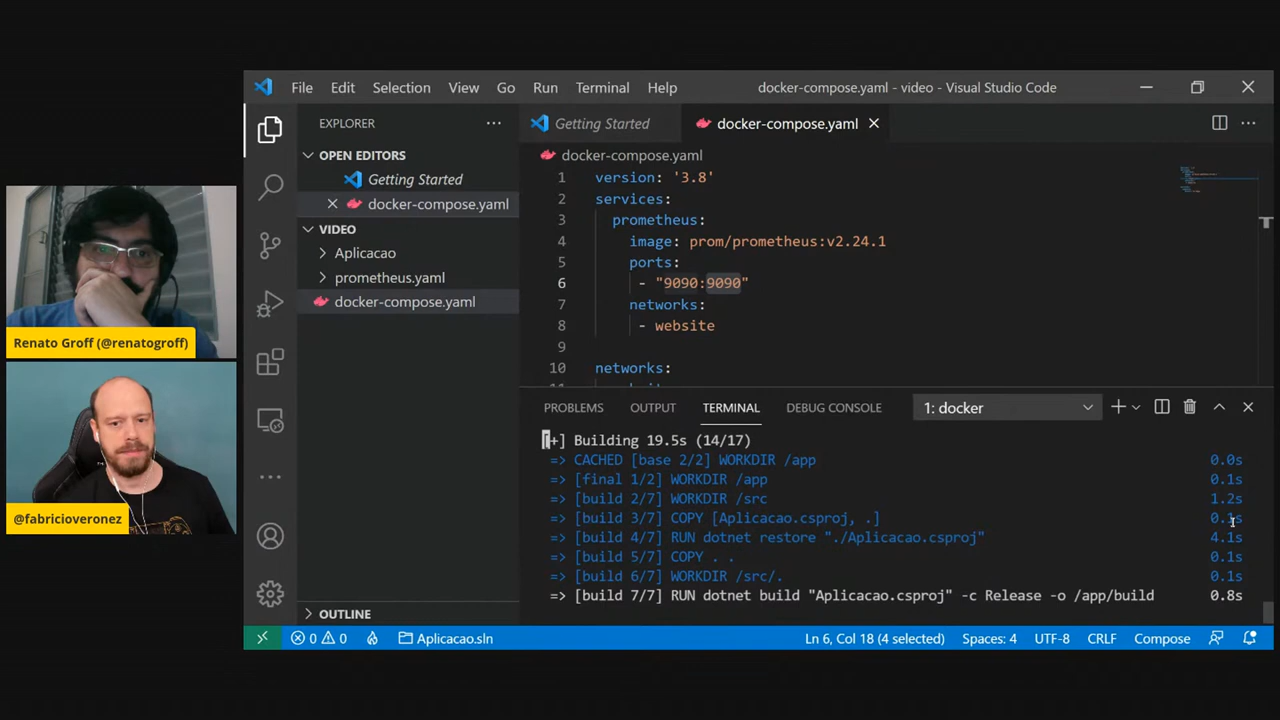 File Edit Selection View Go Run Terminal Help docker-compose.yaml - video - Visual Studio Code
EXPLORER
OPEN EDITORS
Getting Started
docker-compose.yaml
VIDEO
Aplicacao
prometheus.yaml
docker-compose.yaml
OUTLINE
Getting Started docker-compose.yaml
docker-compose.yaml
1 version: '3.8'
2 services:
3 prometheus:
4 image: prom/prometheus:v2.24.1
5 ports:
6 - "9090:9090"
7 networks:
8 - website
9
10 networks:
11
PROBLEMS OUTPUT TERMINAL DEBUG CONSOLE 1: docker
[+] Building 19.5s (14/17)
=> CACHED [base 2/2] WORKDIR /app 0.0s
=> [final 1/2] WORKDIR /app 0.1s
=> [build 2/7] WORKDIR /src 1.2s
=> [build 3/7] COPY [Aplicacao.csproj, .] 0.1s
=> [build 4/7] RUN dotnet restore "./Aplicacao.csproj" 4.1s
=> [build 5/7] COPY . . 0.1s
=> [build 6/7] WORKDIR /src/. 0.1s
=> [build 7/7] RUN dotnet build "Aplicacao.csproj" -c Release -o /app/build 0.8s
0 0 Aplicacao.sln Ln 6, Col 18 (4 selected) Spaces: 4 UTF-8 CRLF Compose
Renato Groff (@renatogroff)
@fabricioveronez